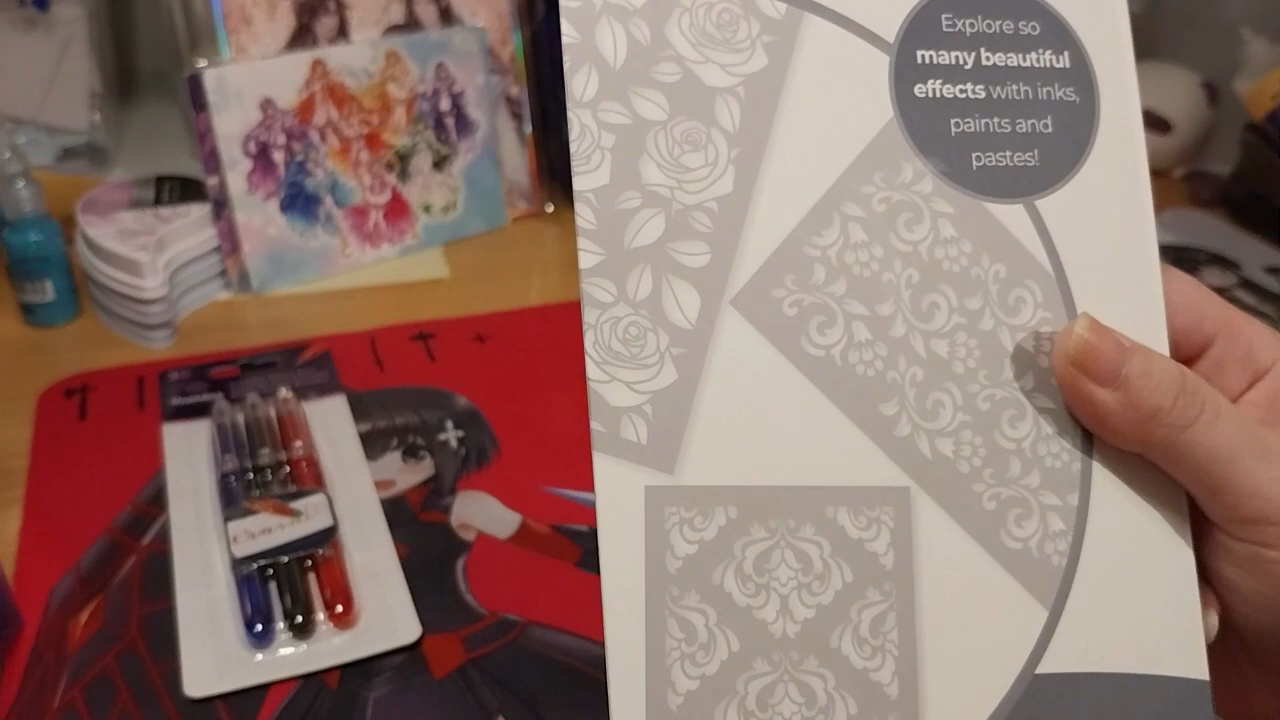 Explore so
many beautiful
effects with inks,
paints and
pastes!